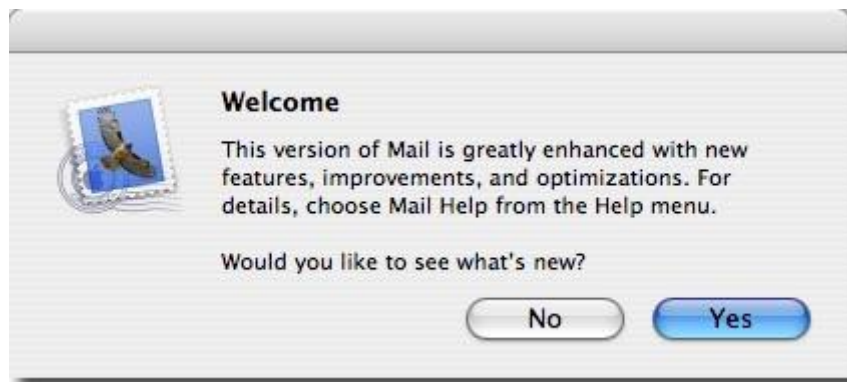 Welcome
This version of Mail is greatly enhanced with new
features, improvements, and optimizations. For
details, choose Mail Help from the Help menu.
Would you like to see what's new?
No
Yes